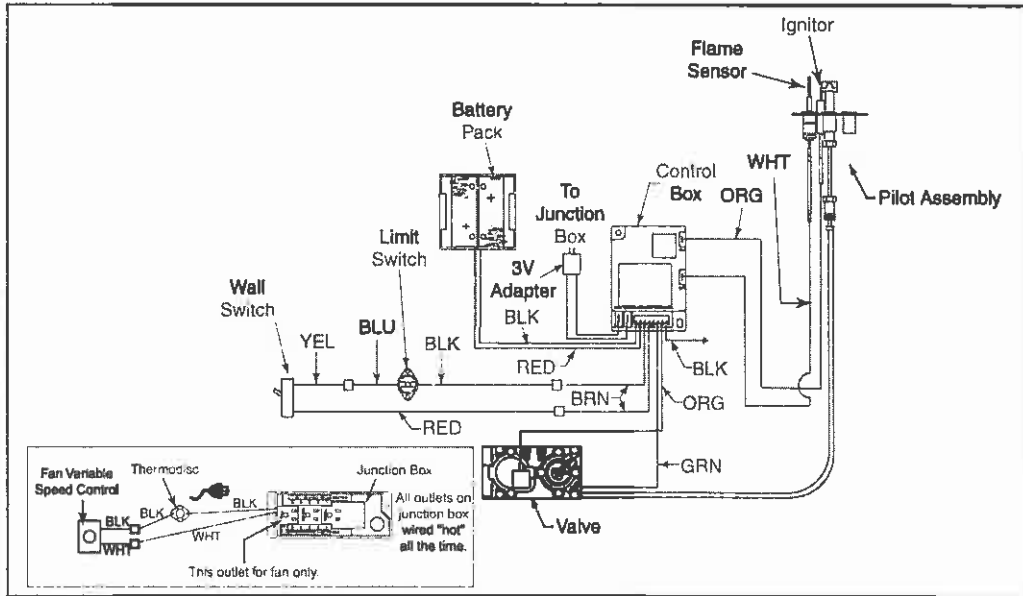 Ignitor
Flame
Sensor
Battery
Pack
WHT
Control
Box
ORG
Pilot Assembly
To
Junction
Box
Limit
Switch
3V
Adapter
Wall
Switch
BLK
YEL
BLU
BLK
RED
BLK
BRN
ORG
RED
GRN
Valve
Fan Variable
Speed Control
Thermodisc
Junction Box
BLK
BLK
BLK
WHT
WHT
All outlets on
junction box
wired "hot"
all the time.
This outlet for fan only.